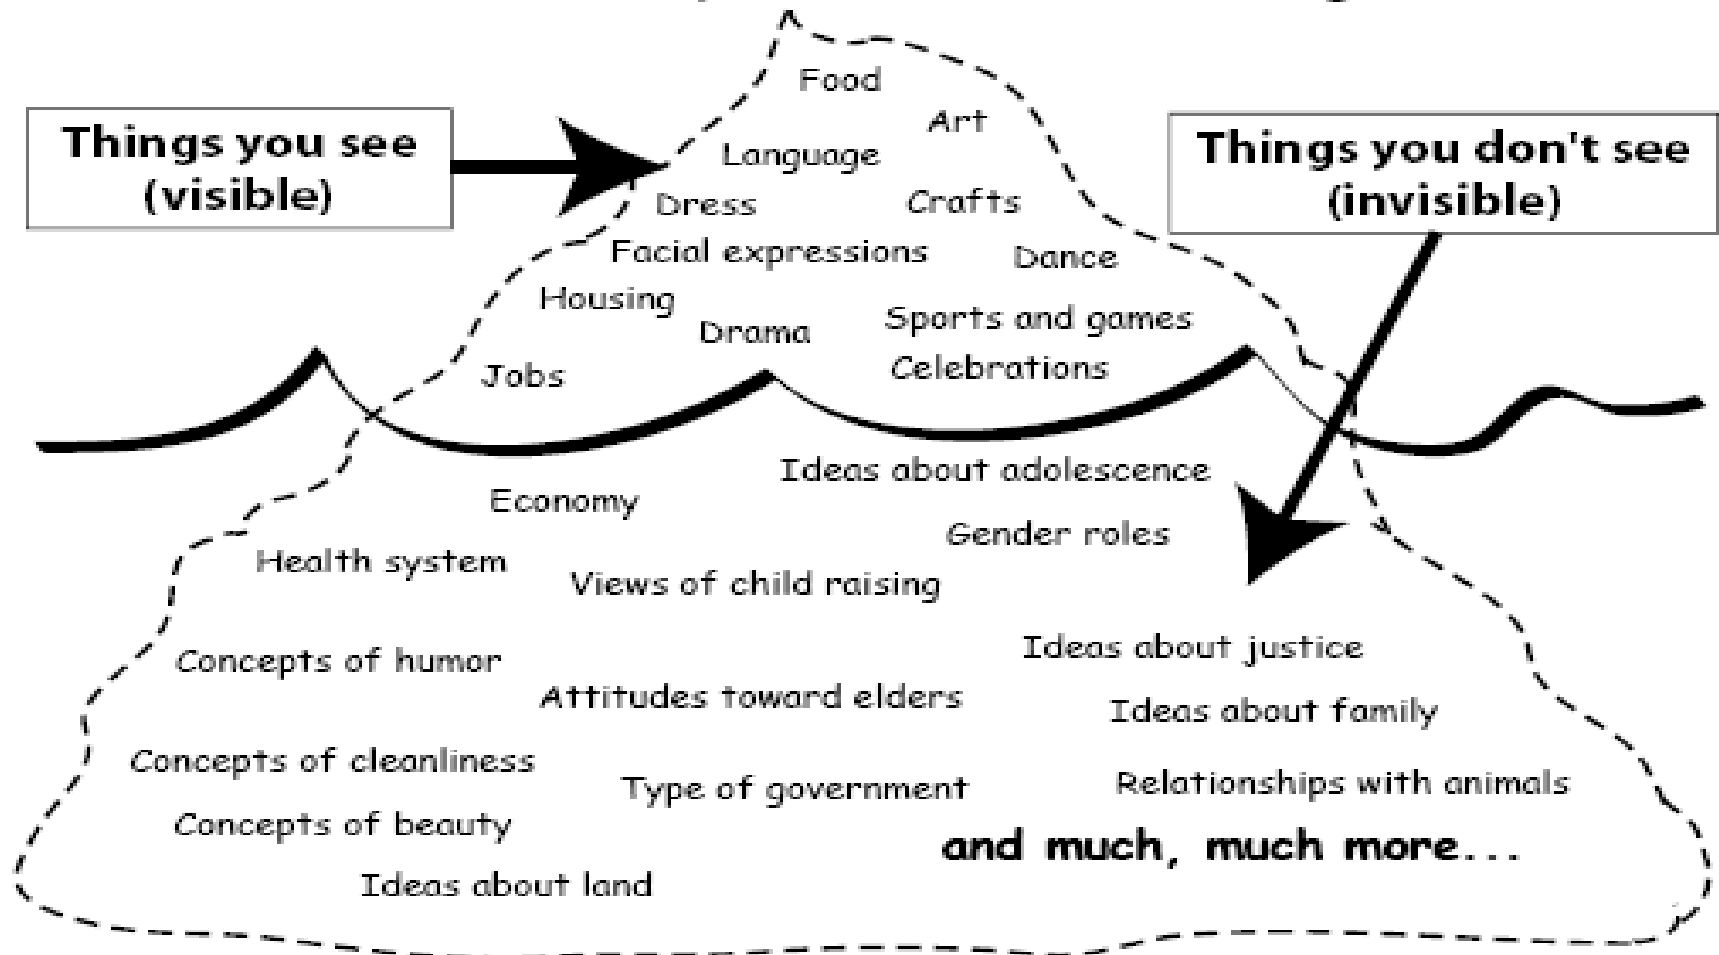 Food
Art
Things you see
(visible)
Language
Things you don't see
(invisible)
Dress
Crafts
Facial expressions
Dance
Housing
Sports and games
Drama
Celebrations
Jobs
Ideas about adolescence
Economy
Gender roles
Health system
Views of child raising
Ideas about justice
Concepts of humor
Attitudes toward elders
Ideas about family
Concepts of cleanliness
Type of government
Relationships with animals
Concepts of beauty
and much, much more...
Ideas about land